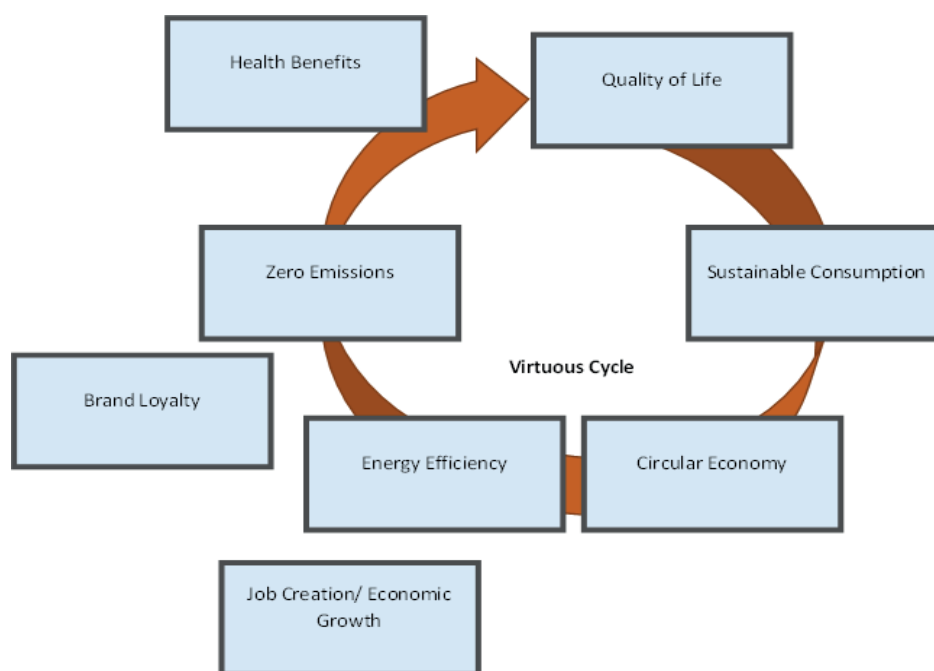 Health Benefits
Quality of Life
Zero Emissions
Sustainable Consumption
Virtuous Cycle
Brand Loyalty
Energy Efficiency
Circular Economy
Job Creation/ Economic
Growth